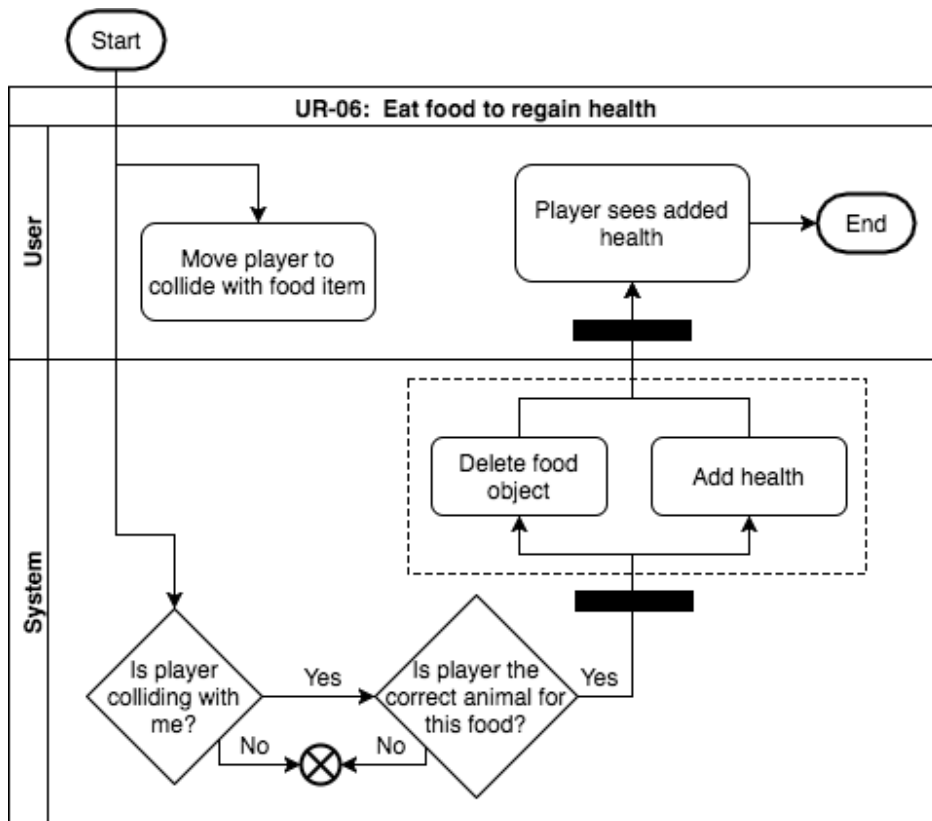 Start
UR-06: Eat food to regain health
User
Move player to
collide with food item
Player sees added
health
End
System
Delete food
object
Add health
Is player
colliding with
me?
Yes
No
Is player the
correct animal for
this food?
Yes
No